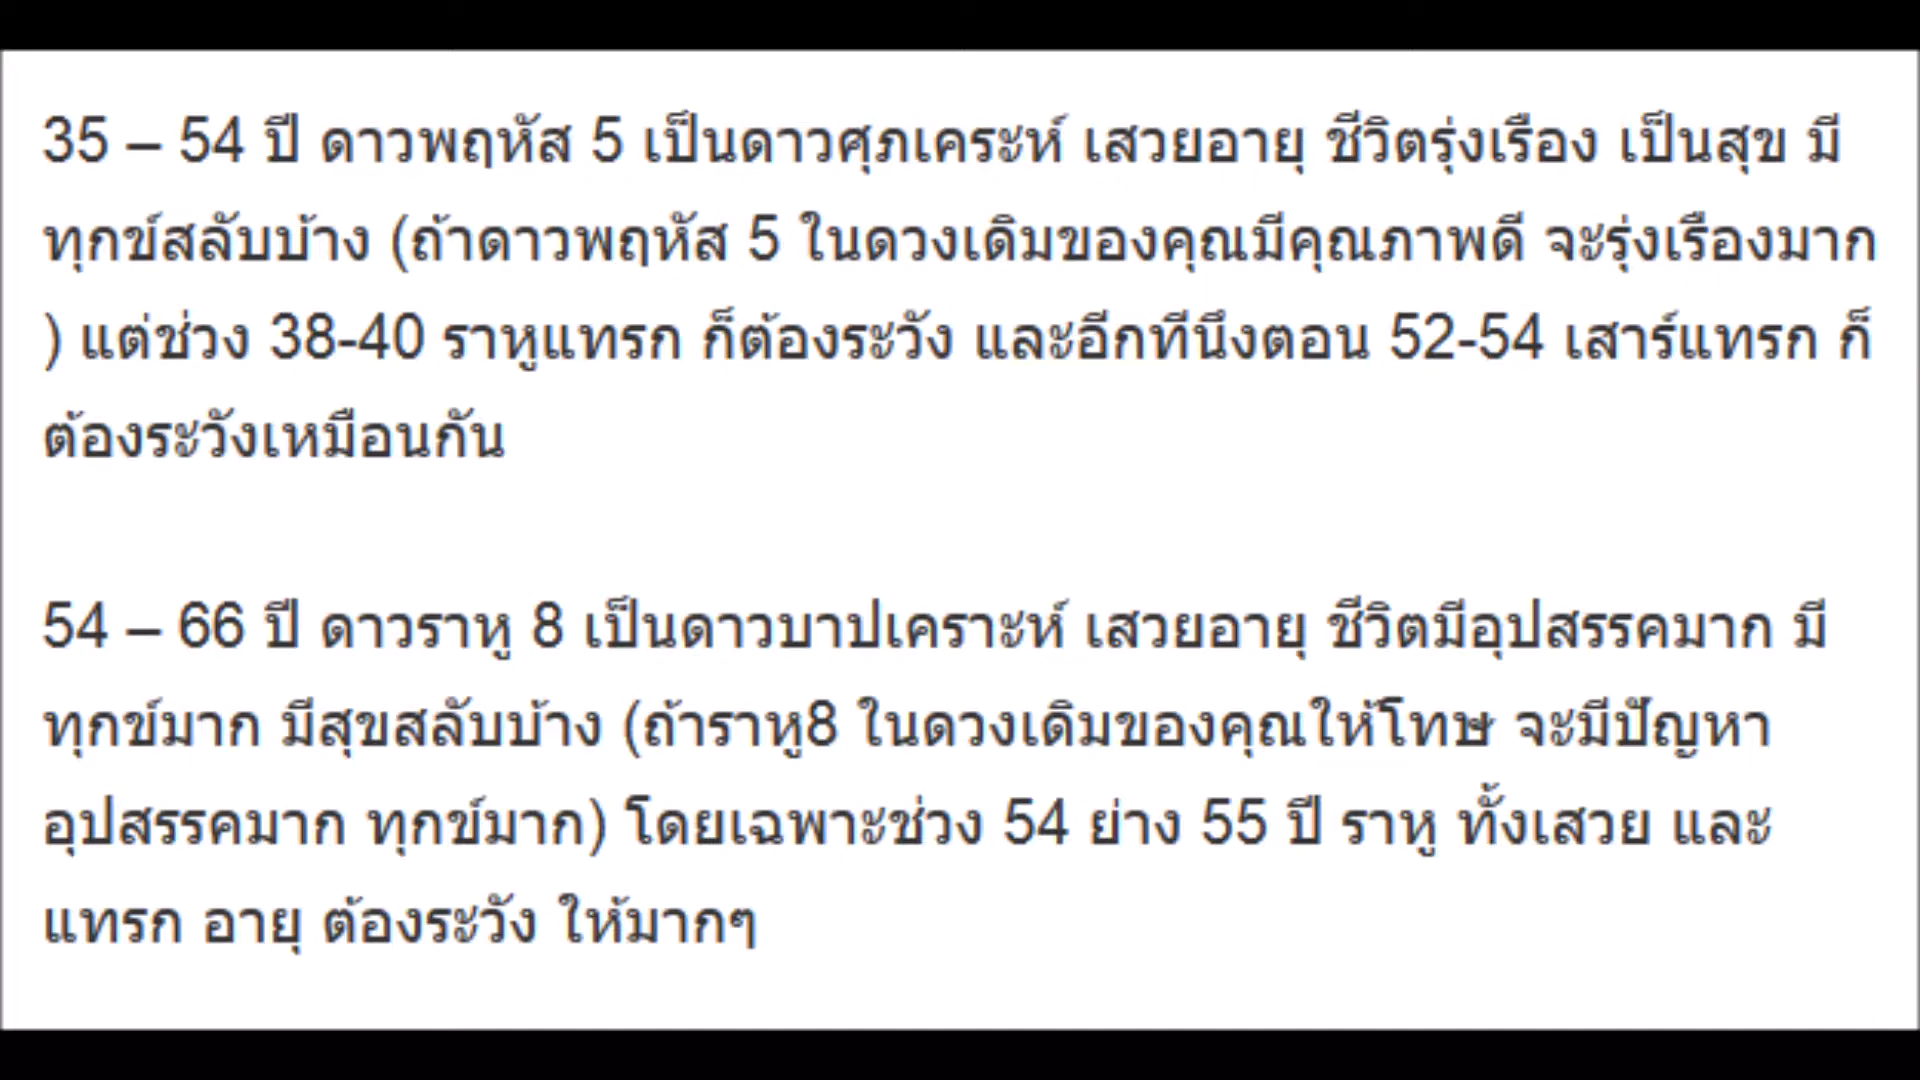 35 – 54 ปี ดาวพฤหัส 5 เป็นดาวศุภเคระห์ เสวยอายุ ชีวิตรุ่งเรือง เป็นสุข มี
ทุกข์สลับบ้าง (ถ้าดาวพฤหัส 5 ในดวงเดิมของคุณมีคุณภาพดี จะรุ่งเรืองมาก
) แต่ช่วง 38-40 ราหูแทรก ก็ต้องระวัง และอีกทีนึงตอน 52-54 เสาร์แทรก ก็
ต้องระวังเหมือนกัน
54 – 66 ปี ดาวราหู 8 เป็นดาวบาปเคราะห์ เสวยอายุ ชีวิตมีอุปสรรคมาก มี
ทุกข์มาก มีสุขสลับบ้าง (ถ้าราหู8 ในดวงเดิมของคุณให้โทษ จะมีปัญหา
อุปสรรคมาก ทุกข์มาก) โดยเฉพาะช่วง 54 ย่าง 55 ปี ราหู ทั้งเสวย และ
แทรก อายุ ต้องระวัง ให้มากๆ